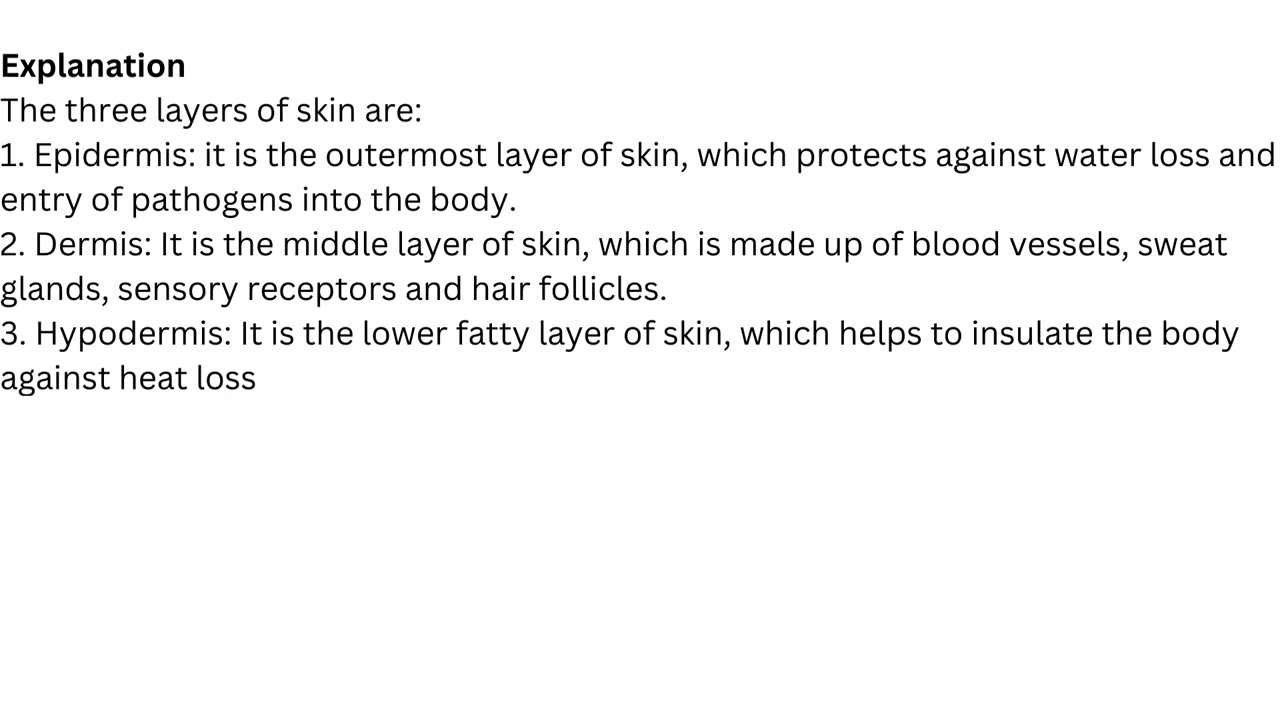 Explanation
The three layers of skin are:
1. Epidermis: it is the outermost layer of skin, which protects against water loss and
entry of pathogens into the body.
2. Dermis: It is the middle layer of skin, which is made up of blood vessels, sweat
glands, sensory receptors and hair follicles.
3. Hypodermis: It is the lower fatty layer of skin, which helps to insulate the body
against heat loss